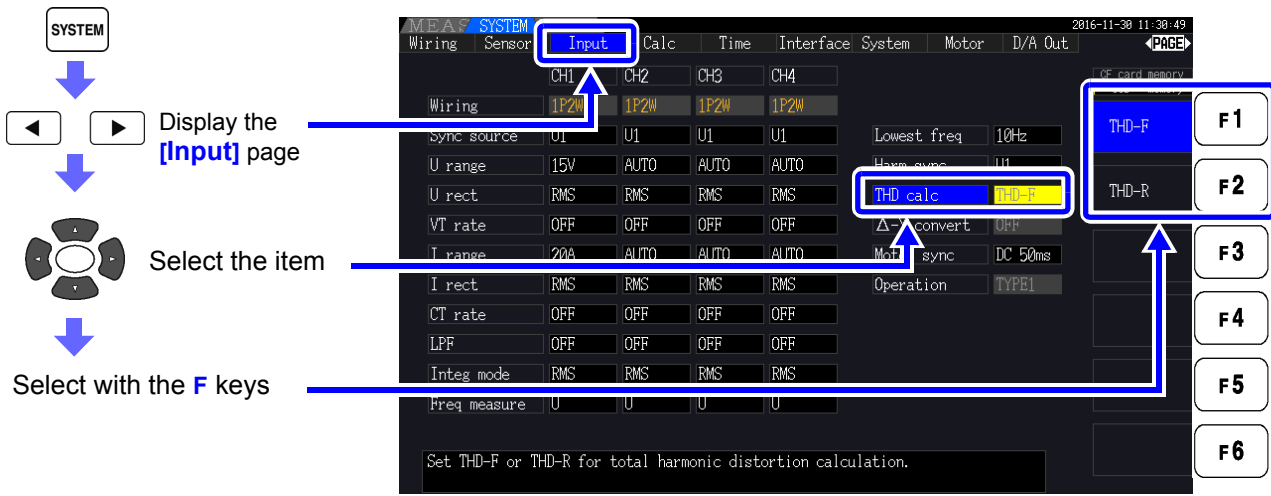 SYSTEM
Display the
[Input] page
Select the item
Select with the F keys
MEAS SYSTEM 2016-11-30 11:30:49
Wiring Sensor Input Calc Time Interface System Motor D/A Out PAGE
CH1 CH2 CH3 CH4
CF card memory
Wiring 1P2W 1P2W 1P2W 1P2W
Sync source U1 U1 U1 U1 Lowest freq 10Hz
U range 15V AUTO AUTO AUTO Harm sync U1
U rect RMS RMS RMS RMS THD calc THD-F
VT rate OFF OFF OFF OFF convert OFF
I range 20A AUTO AUTO AUTO sync DC 50ms
I rect RMS RMS RMS RMS Operation TYPE1
CT rate OFF OFF OFF OFF
LPF OFF OFF OFF OFF
Integ mode RMS RMS RMS RMS
Freq measure U U U U
Set THD-F or THD-R for total harmonic distortion calculation.
THD-F F1
THD-R F2
F3
F4
F5
F6